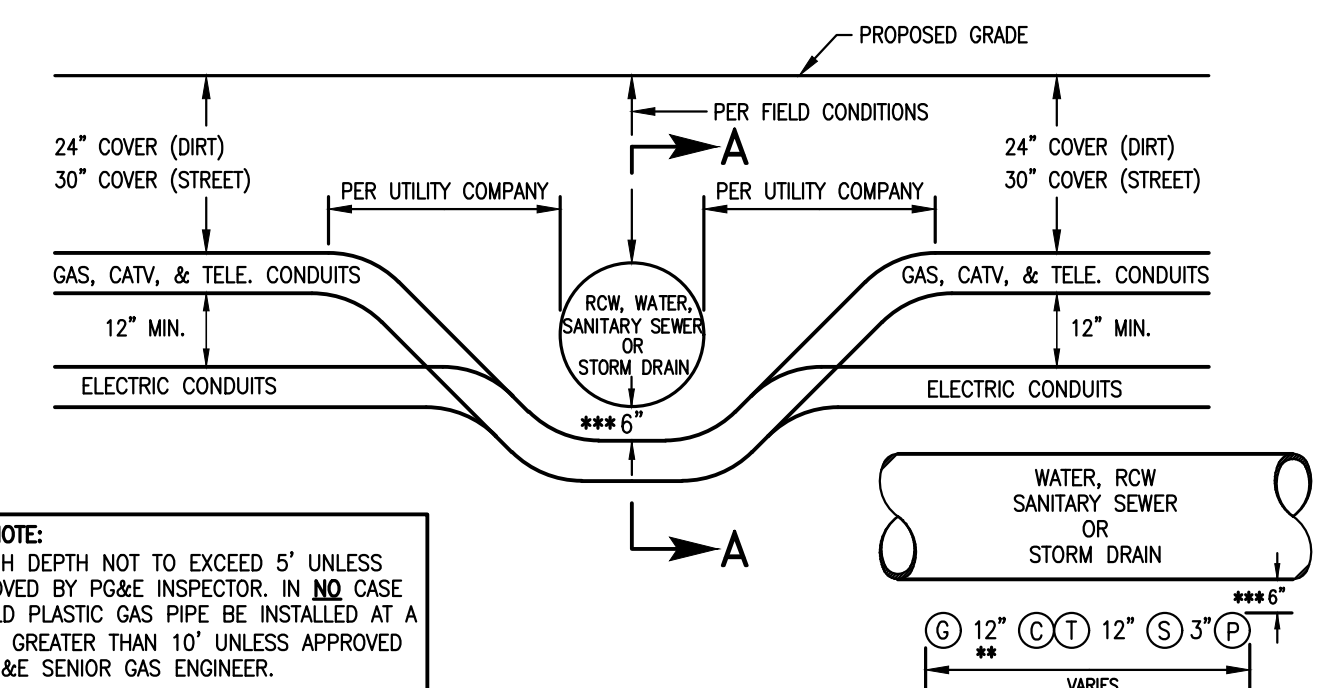 PROPOSED GRADE
PER FIELD CONDITIONS
24” COVER (DIRT)
30” COVER (STREET)
A
24” COVER (DIRT)
30” COVER (STREET)
PER UTILITY COMPANY
PER UTILITY COMPANY
GAS, CATV, & TELE. CONDUITS
GAS, CATV, & TELE. CONDUITS
RCW, WATER,
SANITARY SEWER
OR
STORM DRAIN
12” MIN.
12” MIN.
ELECTRIC CONDUITS
ELECTRIC CONDUITS
***6”
A
WATER, RCW
SANITARY SEWER
OR
STORM DRAIN
***6”
G 12” C T 12” S 3” P
**
VARIES
OTE:
H DEPTH NOT TO EXCEED 5’ UNLESS
OVED BY PG&E INSPECTOR. IN NO CASE
LD PLASTIC GAS PIPE BE INSTALLED AT A
GREATER THAN 10’ UNLESS APPROVED
&E SENIOR GAS ENGINEER.